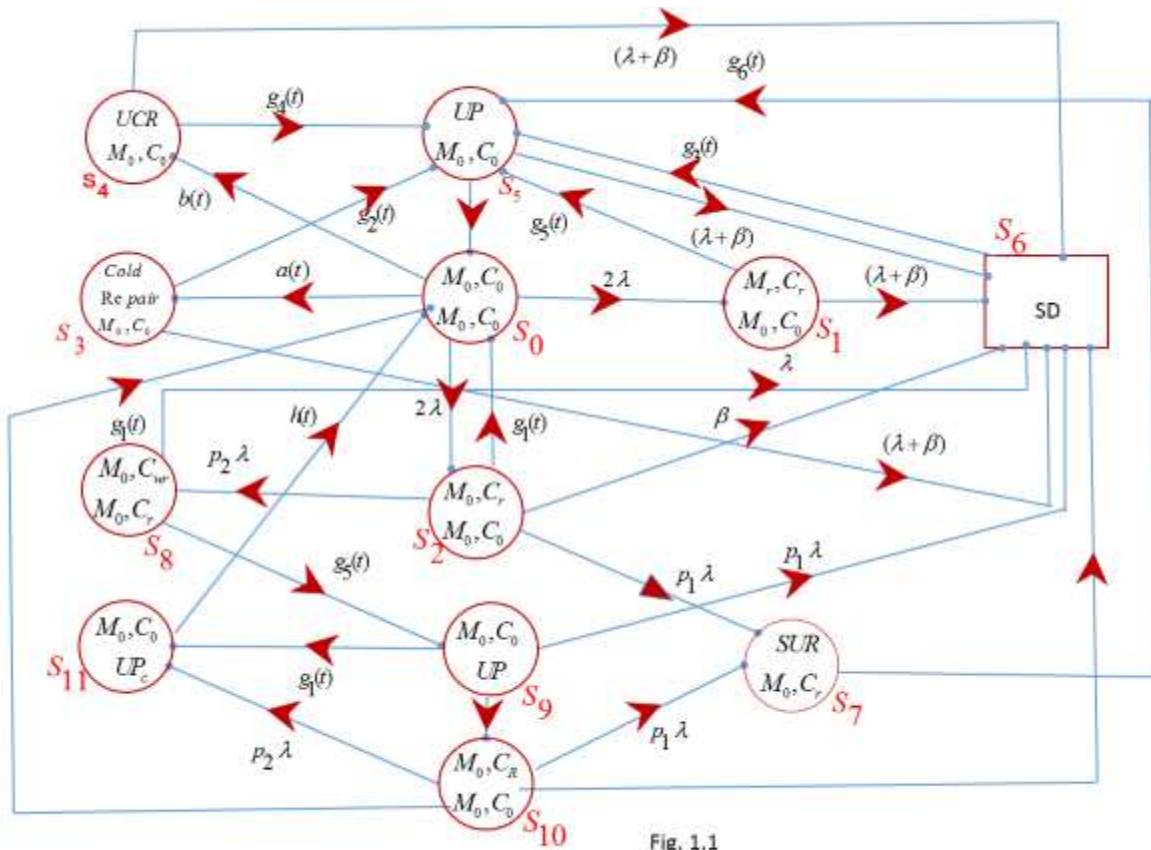 (λ+β)
g₆(t)
UCR
M₀,C₀
S₄
g₄(t)
UP
M₀,C₀
S₅
g₃(t)
b(t)
g₂(t)
g₅(t)
(λ+β)
S₆
SD
Cold
Re pair
M₀,C₀
S₃
a(t)
M₀,C₀
M₀,C₀
S₀
2λ
Mᵣ,Cᵣ
M₀,C₀
S₁
(λ+β)
λ
2λ
g₁(t)
h(t)
g₁(t)
β
(λ+β)
M₀,Cwr
M₀,Cᵣ
S₈
p₂λ
M₀,Cᵣ
M₀,C₀
S₂
g₅(t)
p₁λ
p₁λ
M₀,C₀
UPc
S₁₁
g₁(t)
M₀,C₀
UP
S₉
SUR
M₀,Cᵣ
S₇
p₂λ
p₁λ
M₀,C_R
M₀,C₀
S₁₀
Fig. 1.1